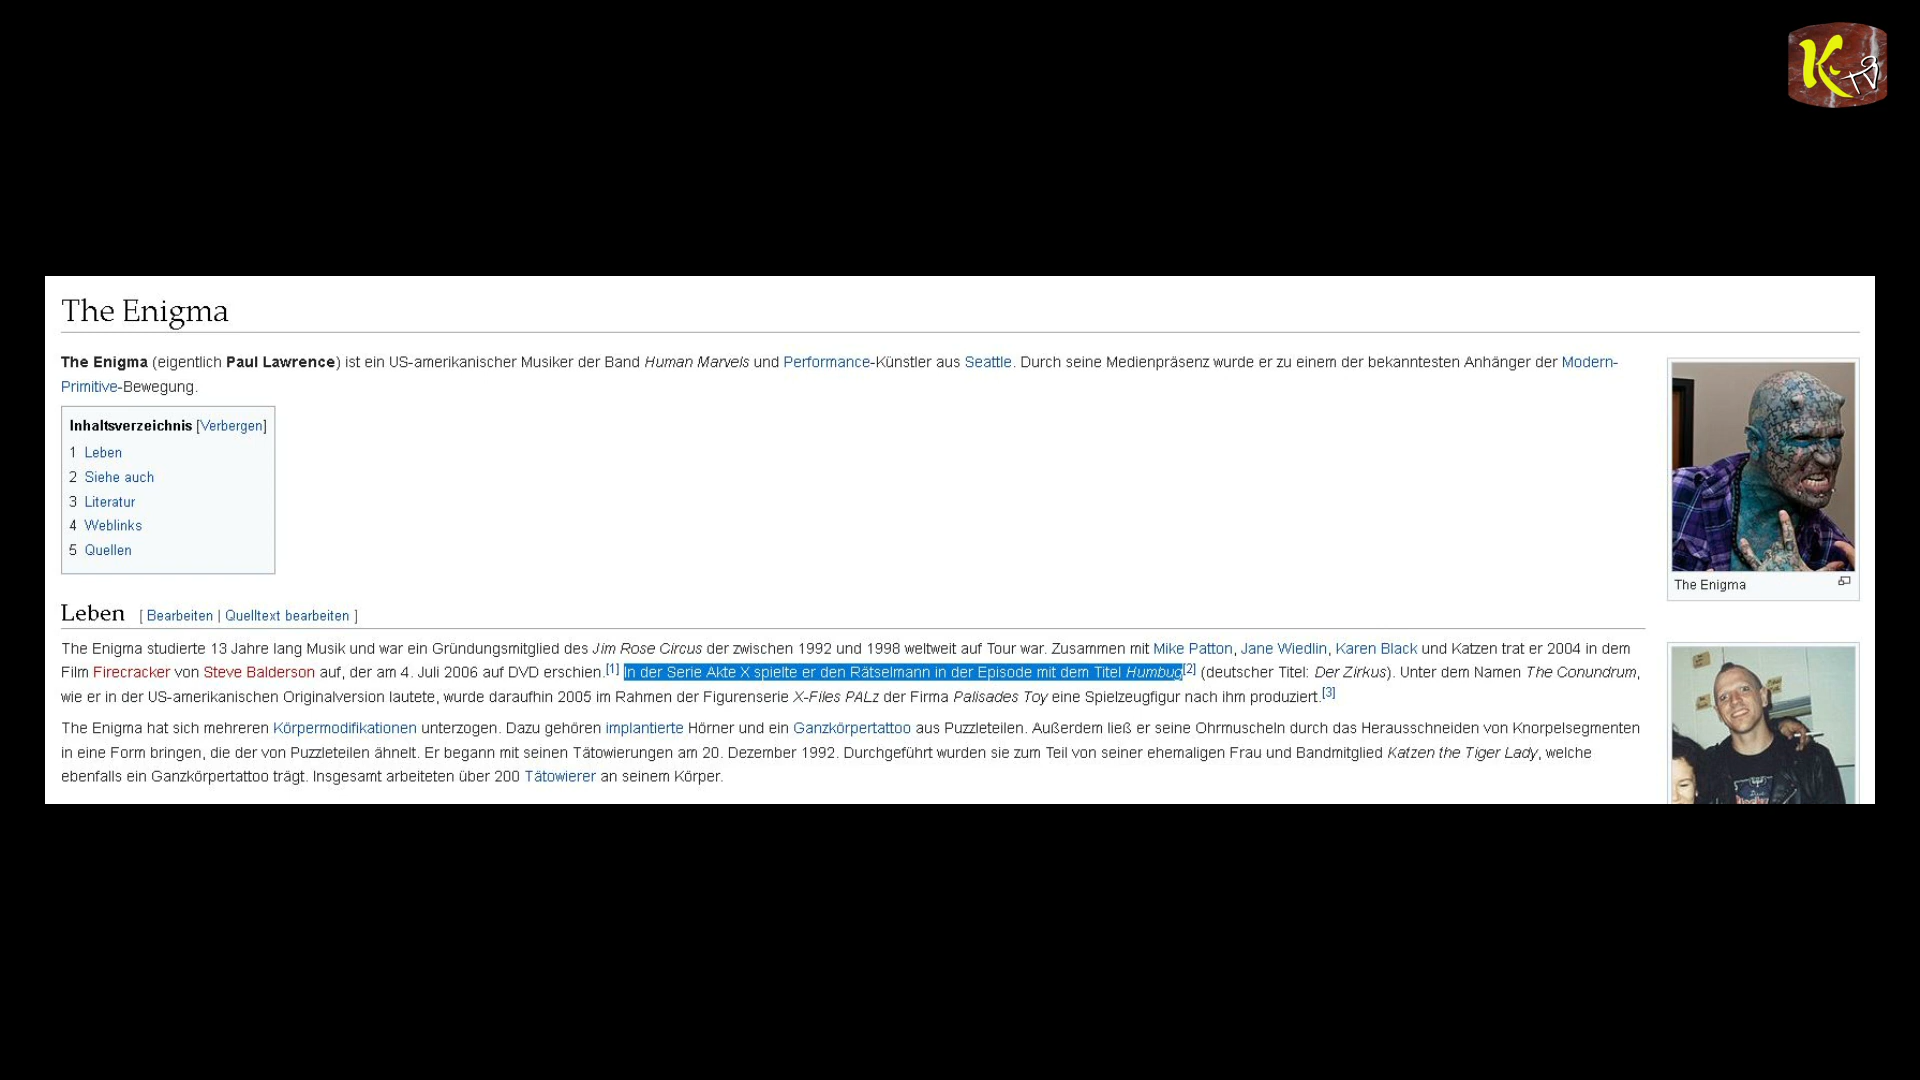 K-TV
The Enigma
The Enigma (eigentlich Paul Lawrence) ist ein US-amerikanischer Musiker der Band Human Marvels und Performance-Künstler aus Seattle. Durch seine Medienpräsenz wurde er zu einem der bekanntesten Anhänger der Modern-
Primitive-Bewegung.
Inhaltsverzeichnis [Verbergen]
1 Leben
2 Siehe auch
3 Literatur
4 Weblinks
5 Quellen
The Enigma
Leben [ Bearbeiten | Quelltext bearbeiten ]
The Enigma studierte 13 Jahre lang Musik und war ein Gründungsmitglied des Jim Rose Circus der zwischen 1992 und 1998 weltweit auf Tour war. Zusammen mit Mike Patton, Jane Wiedlin, Karen Black und Katzen trat er 2004 in dem
Film Firecracker von Steve Balderson auf, der am 4. Juli 2006 auf DVD erschien.[1] In der Serie Akte X spielte er den Rätselmann in der Episode mit dem Titel Humbug[2] (deutscher Titel: Der Zirkus). Unter dem Namen The Conundrum,
wie er in der US-amerikanischen Originalversion lautete, wurde daraufhin 2005 im Rahmen der Figurenserie X-Files PALz der Firma Palisades Toy eine Spielzeugfigur nach ihm produziert.[3]
The Enigma hat sich mehreren Körpermodifikationen unterzogen. Dazu gehören implantierte Hörner und ein Ganzkörpertattoo aus Puzzleteilen. Außerdem ließ er seine Ohrmuscheln durch das Herausschneiden von Knorpelsegmenten
in eine Form bringen, die der von Puzzleteilen ähnelt. Er begann mit seinen Tätowierungen am 20. Dezember 1992. Durchgeführt wurden sie zum Teil von seiner ehemaligen Frau und Bandmitglied Katzen the Tiger Lady, welche
ebenfalls ein Ganzkörpertattoo trägt. Insgesamt arbeiteten über 200 Tätowierer an seinem Körper.